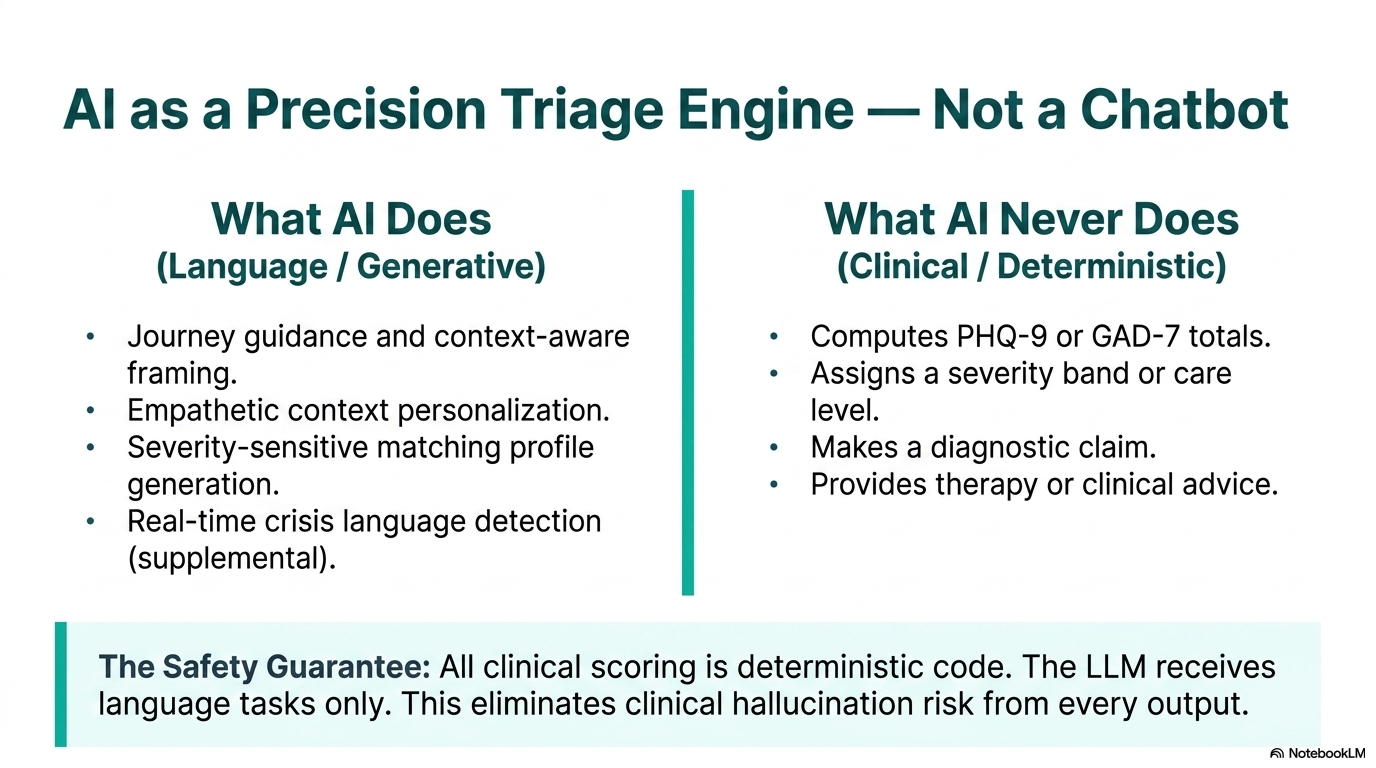 AI as a Precision Triage Engine — Not a Chatbot
What AI Does
(Language / Generative)
• Journey guidance and context-aware
framing.
• Empathetic context personalization.
• Severity-sensitive matching profile
generation.
• Real-time crisis language detection
(supplemental).
What AI Never Does
(Clinical / Deterministic)
• Computes PHQ-9 or GAD-7 totals.
• Assigns a severity band or care
level.
• Makes a diagnostic claim.
• Provides therapy or clinical advice.
The Safety Guarantee: All clinical scoring is deterministic code. The LLM receives
language tasks only. This eliminates clinical hallucination risk from every output.
NotebookLM